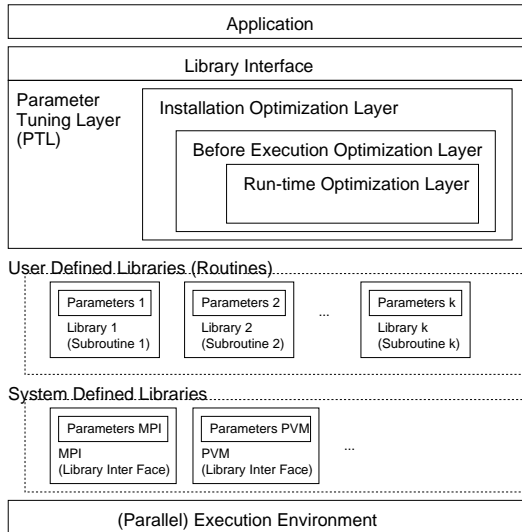 Application
Library Interface
Parameter
Tuning Layer
(PTL)
Installation Optimization Layer
Before Execution Optimization Layer
Run-time Optimization Layer
User Defined Libraries (Routines)
Parameters 1
Library 1
(Subroutine 1)
Parameters 2
Library 2
(Subroutine 2)
...
Parameters k
Library k
(Subroutine k)
System Defined Libraries
Parameters MPI
MPI
(Library Inter Face)
Parameters PVM
PVM
(Library Inter Face)
...
(Parallel) Execution Environment